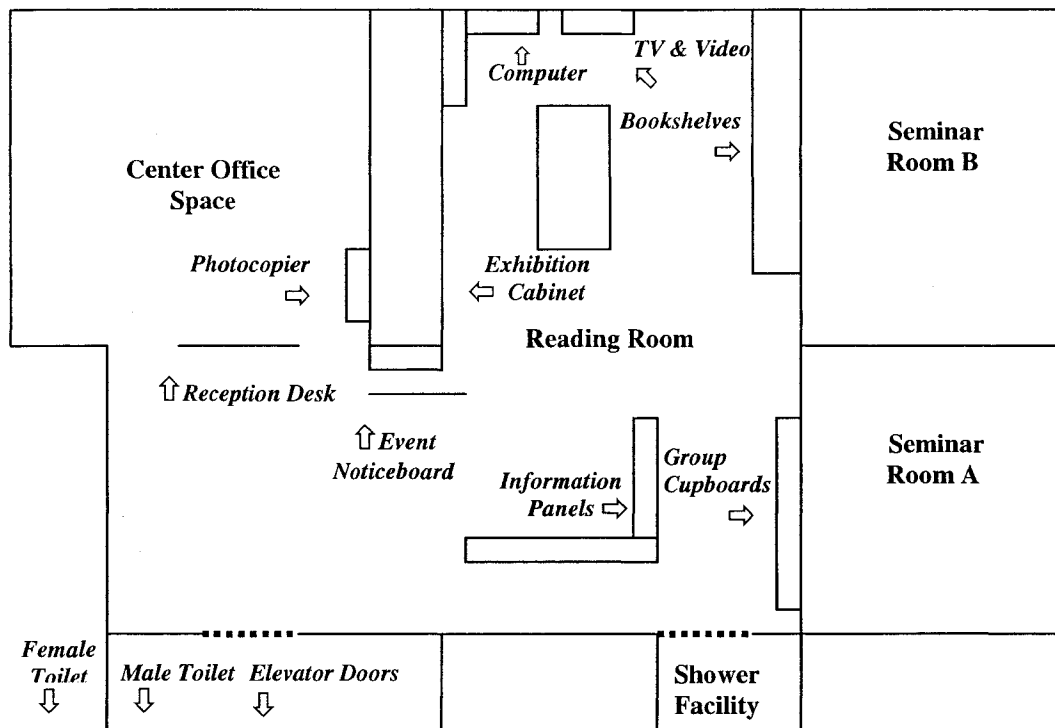 TV & Video
Computer
Bookshelves
Seminar
Room B
Center Office
Space
Photocopier
Exhibition
Cabinet
Reading Room
Reception Desk
Event
Noticeboard
Information
Panels
Group
Cupboards
Seminar
Room A
Female
Toilet
Male Toilet
Elevator Doors
Shower
Facility